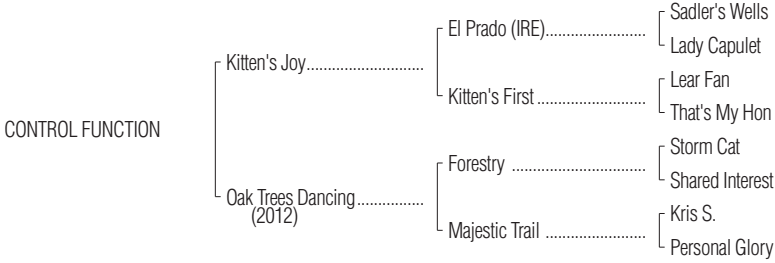 Sadler's Wells
El Prado (IRE)........................
Lady Capulet
Kitten's Joy...........................
Lear Fan
Kitten's First.........................
That's My Hon
CONTROL FUNCTION
Storm Cat
Forestry ..............................
Shared Interest
Oak Trees Dancing................
(2012)
Kris S.
Majestic Trail ........................
Personal Glory